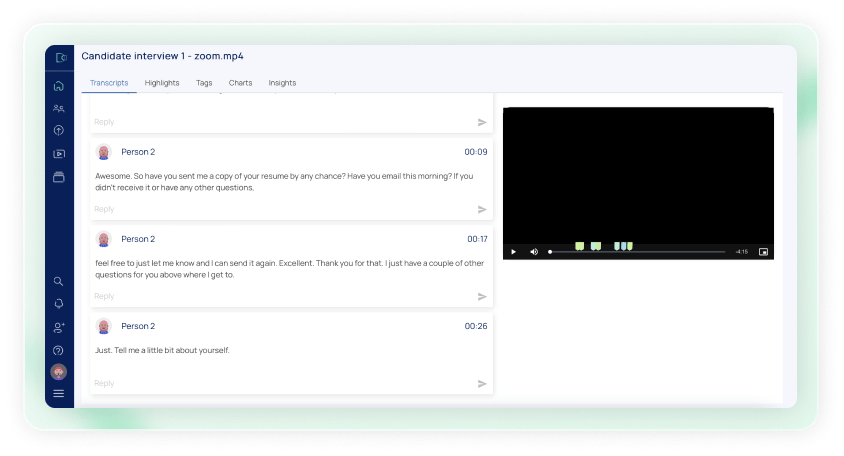 Candidate interview 1 - zoom.mp4
Transcripts Highlights Tags Charts Insights
Reply
Person 2 00:09
Awesome. So have you sent me a copy of your resume by any chance? Have you email this morning? If you
didn't receive it or have any other questions,
Reply
Person 2 00:17
feel free to just let me know and I can send it again. Excellent. Thank you for that. I just have a couple of other
questions for you above where I get to.
Reply
Person 2 00:26
Just. Tell me a little bit about yourself.
Reply
-4:15